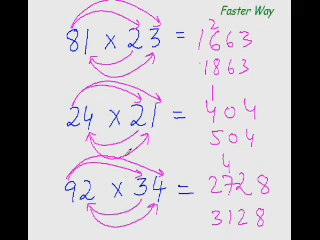 Faster Way
2
81 x 23 = 1663
1863
1
24 x 21 = 404
504
4
92 x 34 = 2728
3128